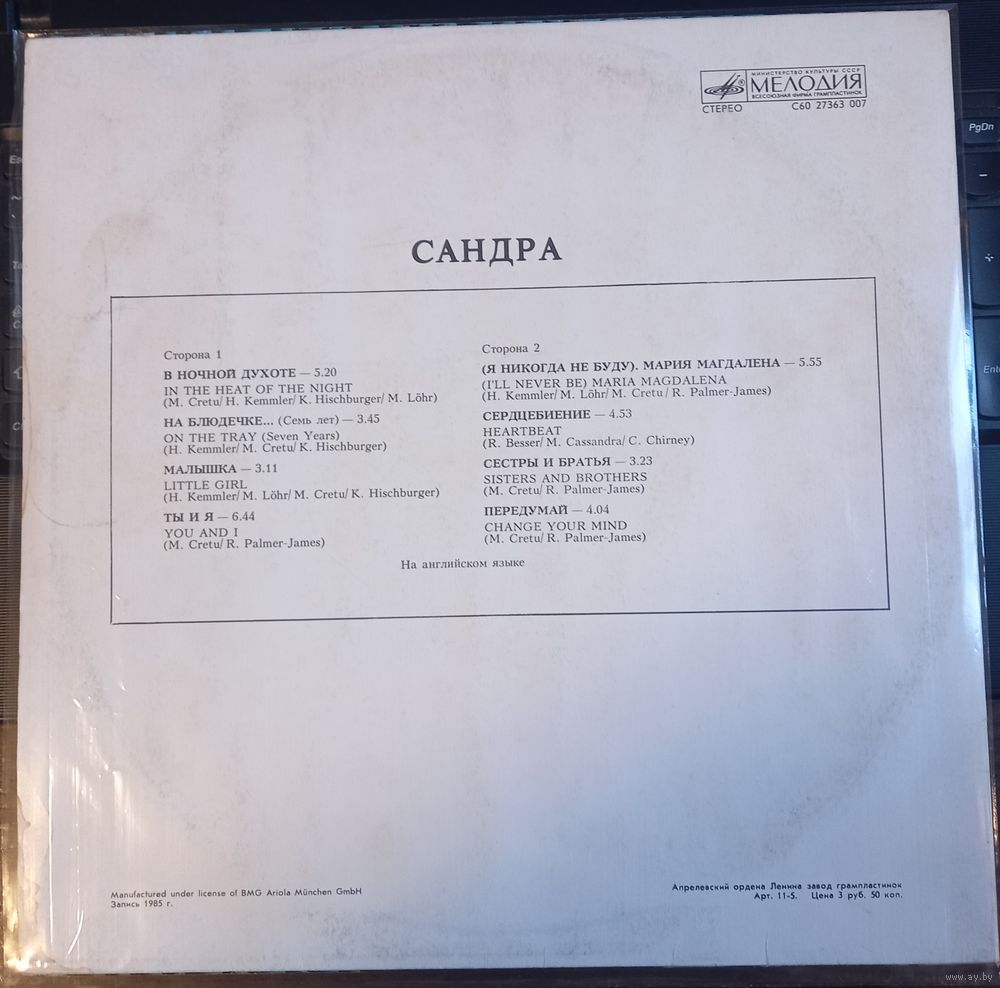 МИНИСТЕРСТВО КУЛЬТУРЫ СССР
МЕЛОДИЯ
ВСЕСОЮЗНАЯ ФИРМА ГРАМПЛАСТИНОК
СТЕРЕО С60 27363 007
САНДРА
Сторона 1
В НОЧНОЙ ДУХОТЕ — 5.20
IN THE HEAT OF THE NIGHT
(M. Cretu/ H. Kemmler/ K. Hischburger/ M. Löhr)
НА БЛЮДЕЧКЕ... (Семь лет) — 3.45
ON THE TRAY (Seven Years)
(H. Kemmler/ M. Cretu/ K. Hischburger)
МАЛЫШКА — 3.11
LITTLE GIRL
(H. Kemmler/ M. Löhr/ M. Cretu/ K. Hischburger)
ТЫ И Я — 6.44
YOU AND I
(M. Cretu/ R. Palmer-James)
Сторона 2
(Я НИКОГДА НЕ БУДУ). МАРИЯ МАГДАЛЕНА — 5.55
(I'LL NEVER BE) MARIA MAGDALENA
(H. Kemmler/ M. Löhr/ M. Cretu/ R. Palmer-James)
СЕРДЦЕБИЕНИЕ — 4.53
HEARTBEAT
(R. Besser/ M. Cassandra/ C. Chirney)
СЕСТРЫ И БРАТЬЯ — 3.23
SISTERS AND BROTHERS
(M. Cretu/ R. Palmer-James)
ПЕРЕДУМАЙ — 4.04
CHANGE YOUR MIND
(M. Cretu/ R. Palmer-James)
На английском языке
Manufactured under license of BMG Ariola München GmbH
Запись 1985 г.
Апрелевский ордена Ленина завод грампластинок
Арт. 11-5. Цена 3 руб. 50 коп.
PgDn
www.ay.by